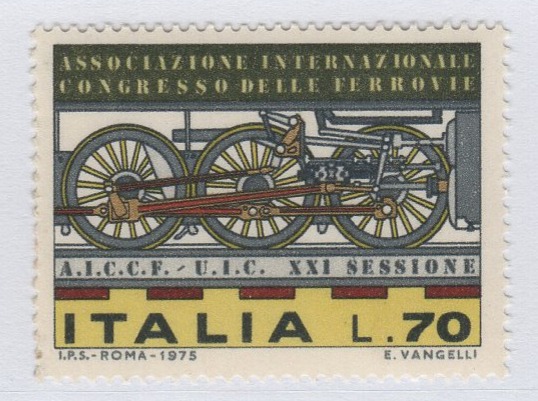 ASSOCIAZIONE INTERNAZIONALE
CONGRESSO DELLE FERROVIE
A.I.C.C.F. - U.I.C. XXI SESSIONE
ITALIA L.70
I.P.S.-ROMA-1975 E. VANGELLI